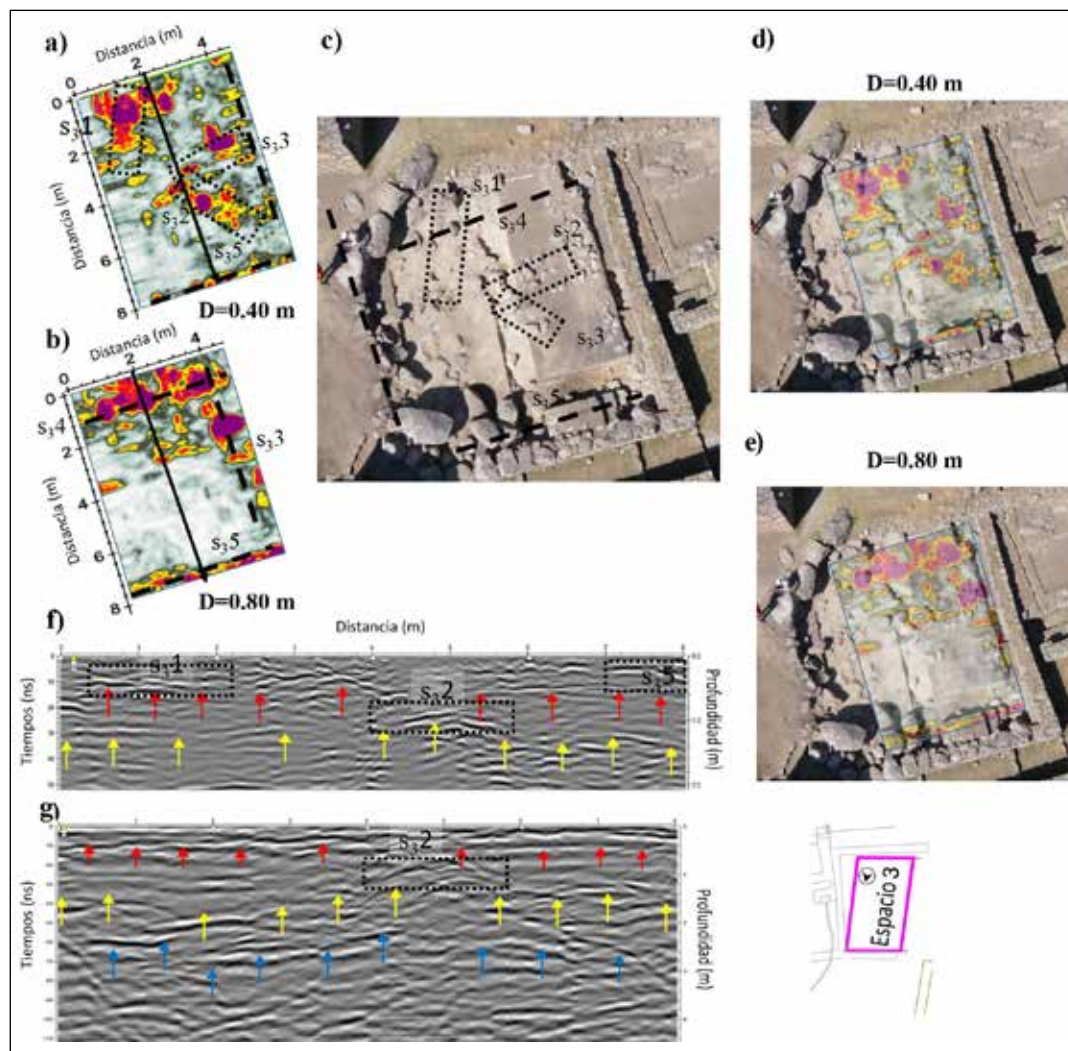 a)
Distancia (m)
0
2
4
0
2
4
6
8
Distancia (m)
s₃1
s₃3
s₃2
s₃5
D=0.40 m
b)
Distancia (m)
0
2
4
0
2
4
6
8
Distancia (m)
s₃4
s₃3
s₃5
D=0.80 m
c)
s₃1
s₃4
s₃2
s₃3
s₃5
d)
D=0.40 m
e)
D=0.80 m
f)
Distancia (m)
Tiempos (ns)
Profundidad (m)
s₃1
s₃2
s₃5
g)
Tiempos (ns)
Profundidad (m)
s₃2
Espacio 3